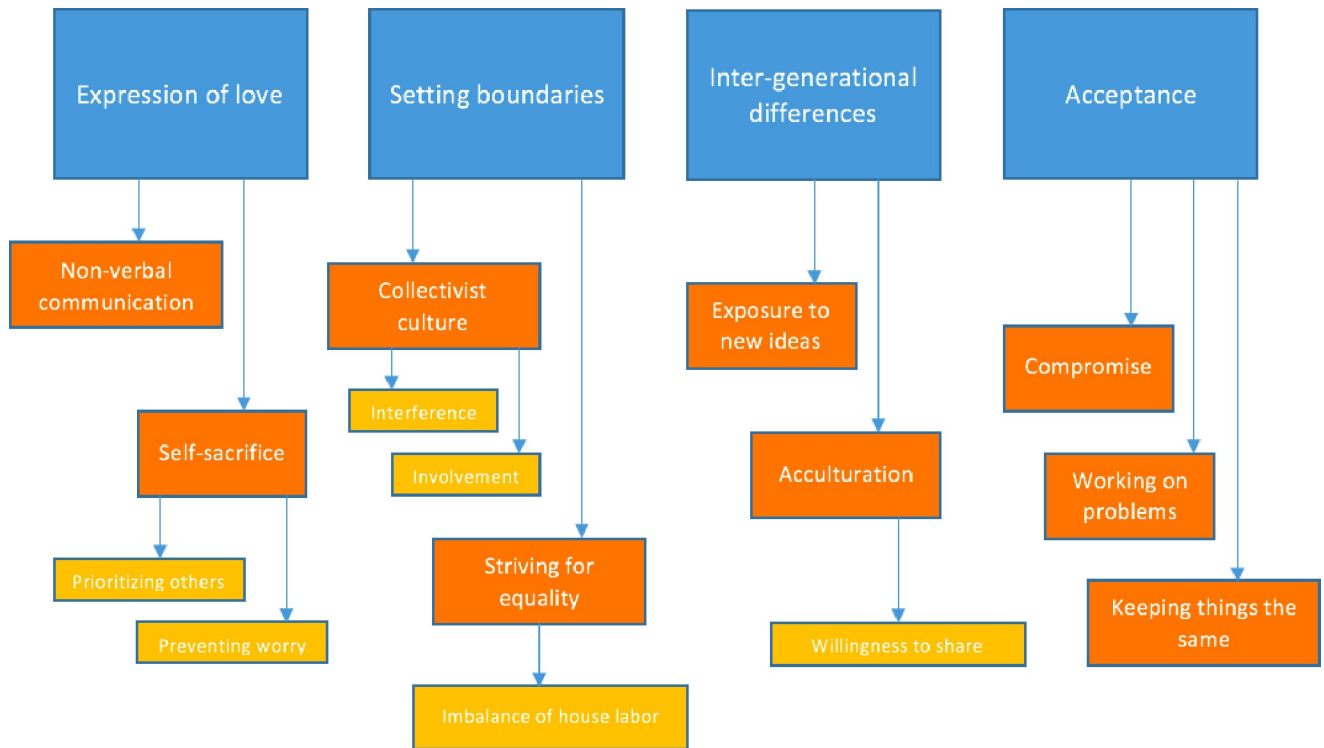 Expression of love
Setting boundaries
Inter-generational
differences
Acceptance
Non-verbal
communication
Collectivist
culture
Exposure to
new ideas
Compromise
Interference
Self-sacrifice
Acculturation
Involvement
Working on
problems
Prioritizing others
Striving for
equality
Keeping things the
same
Preventing worry
Willingness to share
Imbalance of house labor